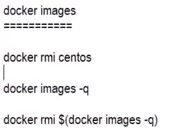 docker images
===========
docker rmi centos
docker images -q
docker rmi $(docker images -q)